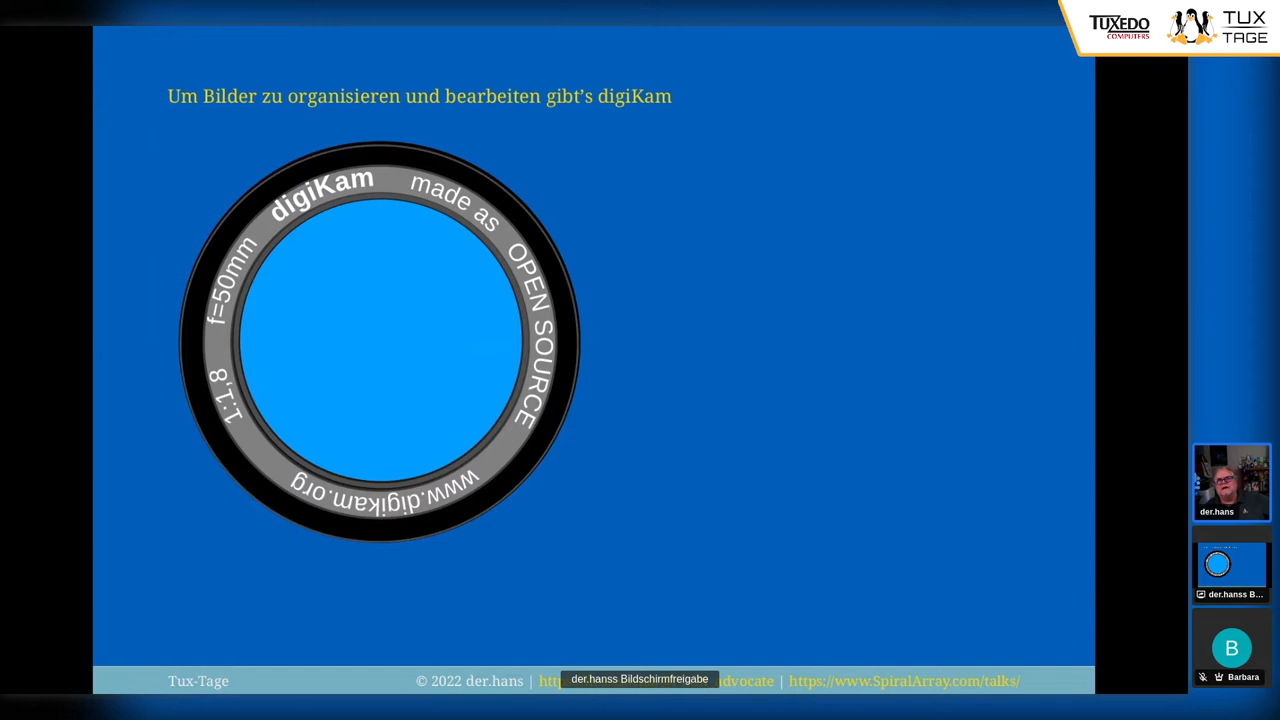 TUXEDO
COMPUTERS
TUX
TAGE
Um Bilder zu organisieren und bearbeiten gibt’s digiKam
digiKam made as OPEN SOURCE
www.digikam.org
1:1,8 f=50mm
der.hans
der.hanss B...
B
Barbara
Tux-Tage
© 2022 der.hans | http advocate | https://www.SpiralArray.com/talks/
der.hanss Bildschirmfreigabe